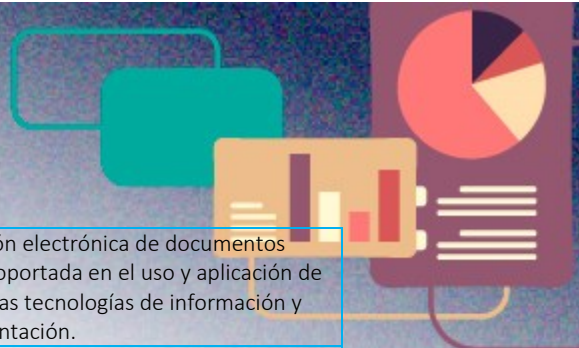 ón electrónica de documentos
oportada en el uso y aplicación de
as tecnologías de información y
ntación.